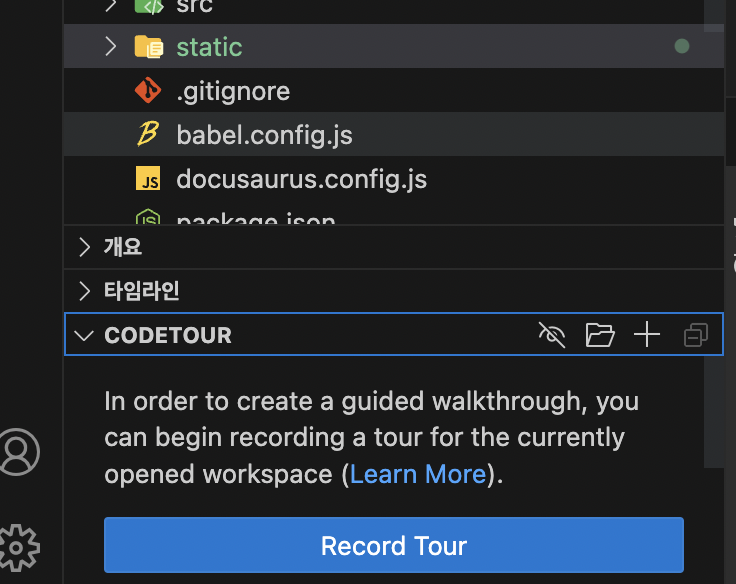 src
static
.gitignore
babel.config.js
JS docusaurus.config.js
package.json
개요
타임라인
CODETOUR
In order to create a guided walkthrough, you
can begin recording a tour for the currently
opened workspace (Learn More).
Record Tour